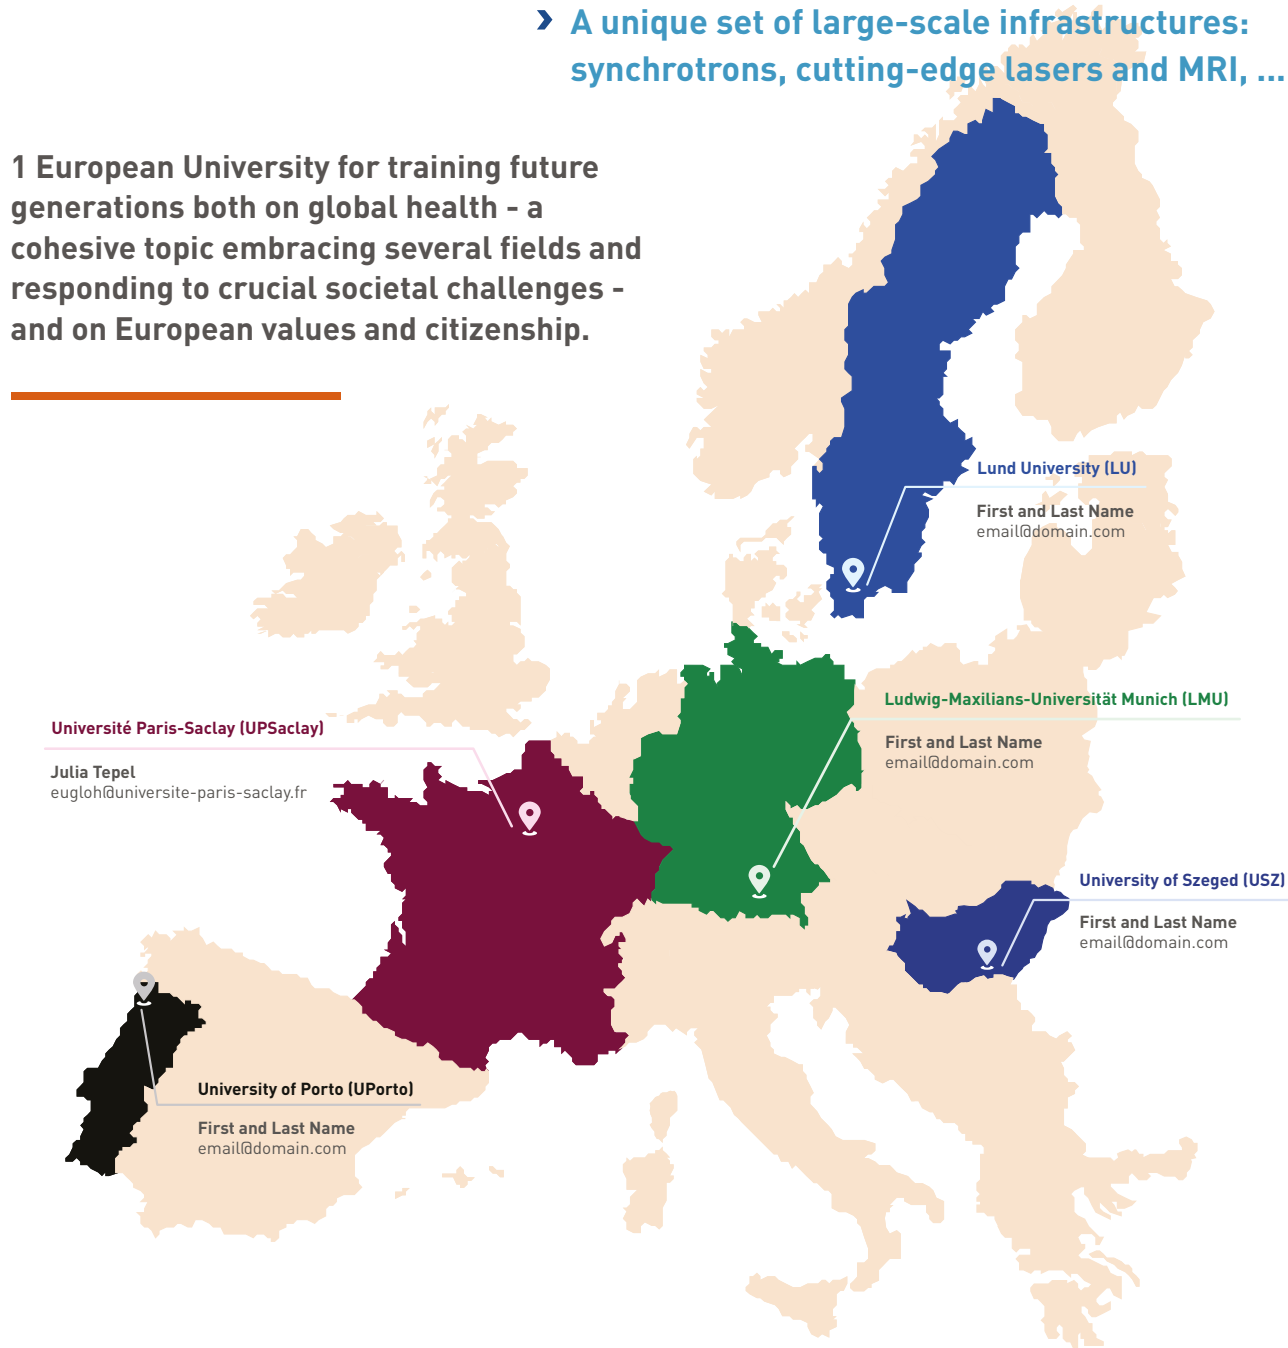 › A unique set of large-scale infrastructures:
synchrotrons, cutting-edge lasers and MRI, ...
1 European University for training future
generations both on global health - a
cohesive topic embracing several fields and
responding to crucial societal challenges -
and on European values and citizenship.
Lund University (LU)
First and Last Name
email@domain.com
Ludwig-Maxilians-Universität Munich (LMU)
First and Last Name
email@domain.com
Université Paris-Saclay (UPSaclay)
Julia Tepel
eugloh@universite-paris-saclay.fr
University of Szeged (USZ)
First and Last Name
email@domain.com
University of Porto (UPorto)
First and Last Name
email@domain.com